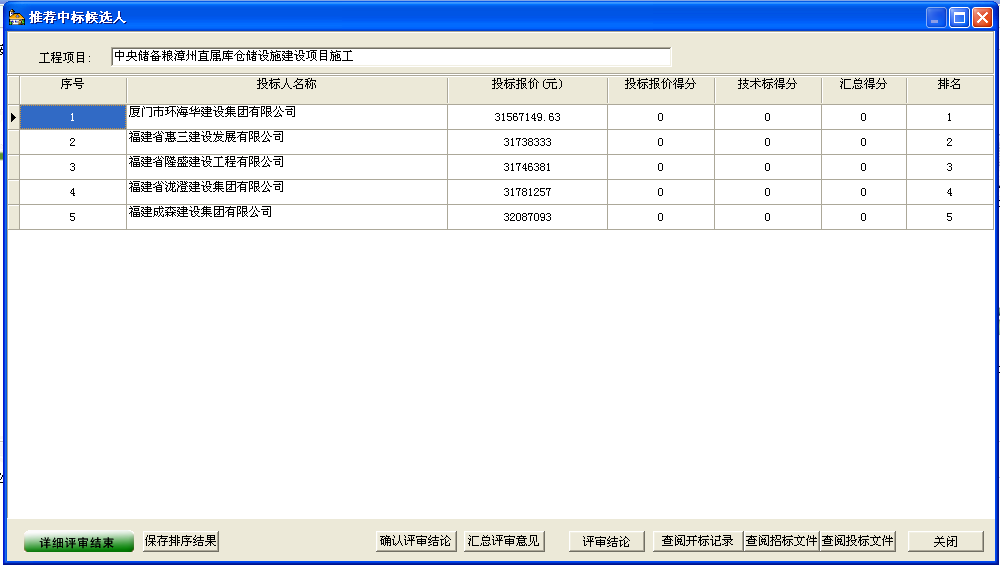 推荐中标候选人
工程项目: 中央储备粮漳州直属库仓储设施建设项目施工
序号 投标人名称 投标报价(元) 投标报价得分 技术标得分 汇总得分 排名
1 厦门市环海华建设集团有限公司 31567149.63 0 0 0 1
2 福建省惠三建设发展有限公司 31738333 0 0 0 2
3 福建省隆盛建设工程有限公司 31746381 0 0 0 3
4 福建省泷澄建设集团有限公司 31781257 0 0 0 4
5 福建成森建设集团有限公司 32087093 0 0 0 5
详细评审结束 保存排序结果 确认评审结论 汇总评审意见 评审结论 查阅开标记录 查阅招标文件 查阅投标文件 关闭